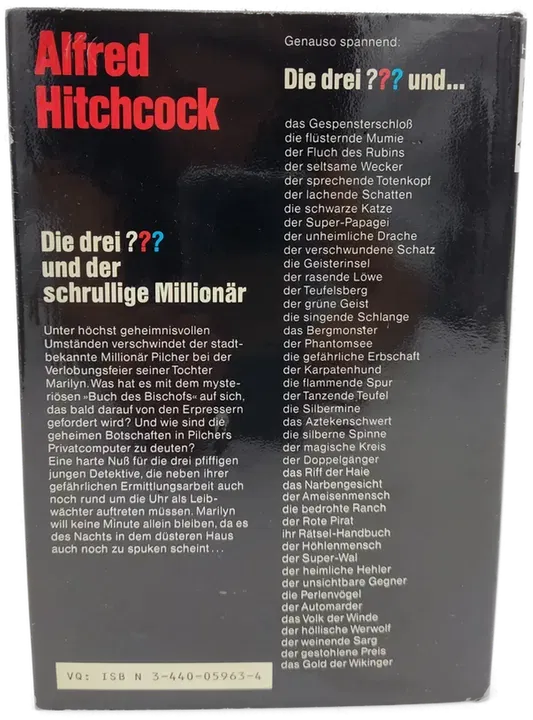 Alfred
Hitchcock
Die drei ???
und der
schrullige Millionär
Unter höchst geheimnisvollen
Umständen verschwindet der stadt-
bekannte Millionär Pilcher bei der
Verlobungsfeier seiner Tochter
Marilyn. Was hat es mit dem myste-
riösen »Buch des Bischofs« auf sich,
das bald darauf von den Erpressern
gefordert wird? Und wie sind die
geheimen Botschaften in Pilchers
Privatcomputer zu deuten?
Eine harte Nuß für die drei pfiffigen
jungen Detektive, die neben ihrer
gefährlichen Ermittlungsarbeit auch
noch rund um die Uhr als Leib-
wächter auftreten müssen. Marilyn
will keine Minute allein bleiben, da es
des Nachts in dem düsteren Haus
auch noch zu spuken scheint...
VQ: ISB N 3-440-05963-4
Genauso spannend:
Die drei ??? und...
das Gespensterschloß
die flüsternde Mumie
der Fluch des Rubins
der seltsame Wecker
der sprechende Totenkopf
der lachende Schatten
die schwarze Katze
der Super-Papagei
der unheimliche Drache
der verschwundene Schatz
die Geisterinsel
der rasende Löwe
der Teufelsberg
der grüne Geist
die singende Schlange
das Bergmonster
der Phantomsee
die gefährliche Erbschaft
der Karpatenhund
die flammende Spur
der Tanzende Teufel
die Silbermine
das Aztekenschwert
die silberne Spinne
der magische Kreis
der Doppelgänger
das Riff der Haie
das Narbengesicht
der Ameisenmensch
die bedrohte Ranch
der Rote Pirat
ihr Rätsel-Handbuch
der Höhlenmensch
der Super-Wal
der heimliche Hehler
der unsichtbare Gegner
die Perlenvögel
der Automarder
das Volk der Winde
der höllische Werwolf
der weinende Sarg
der gestohlene Preis
das Gold der Wikinger